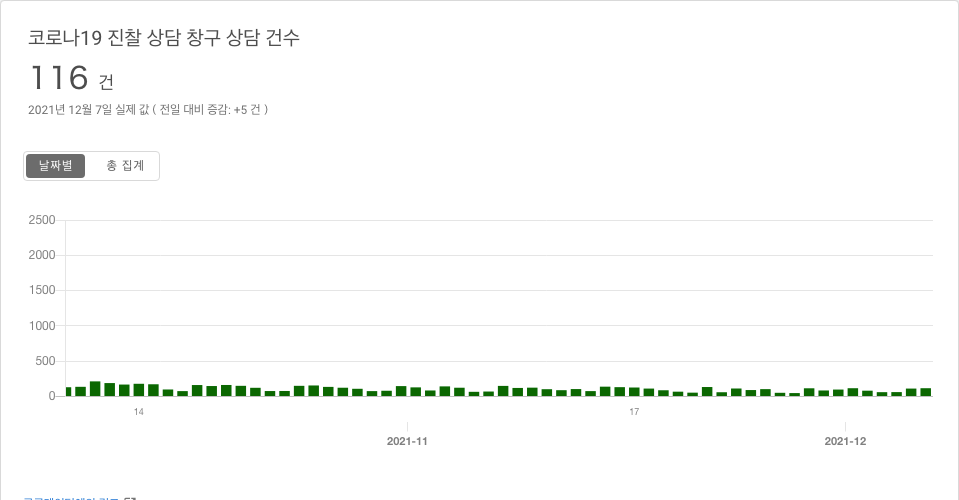 코로나19 진찰 상담 창구 상담 건수
116 건
2021년 12월 7일 실제 값 ( 전일 대비 증감: +5 건 )
날짜별 총 집계
2500
2000
1500
1000
500
0
14 17
2021-11 2021-12